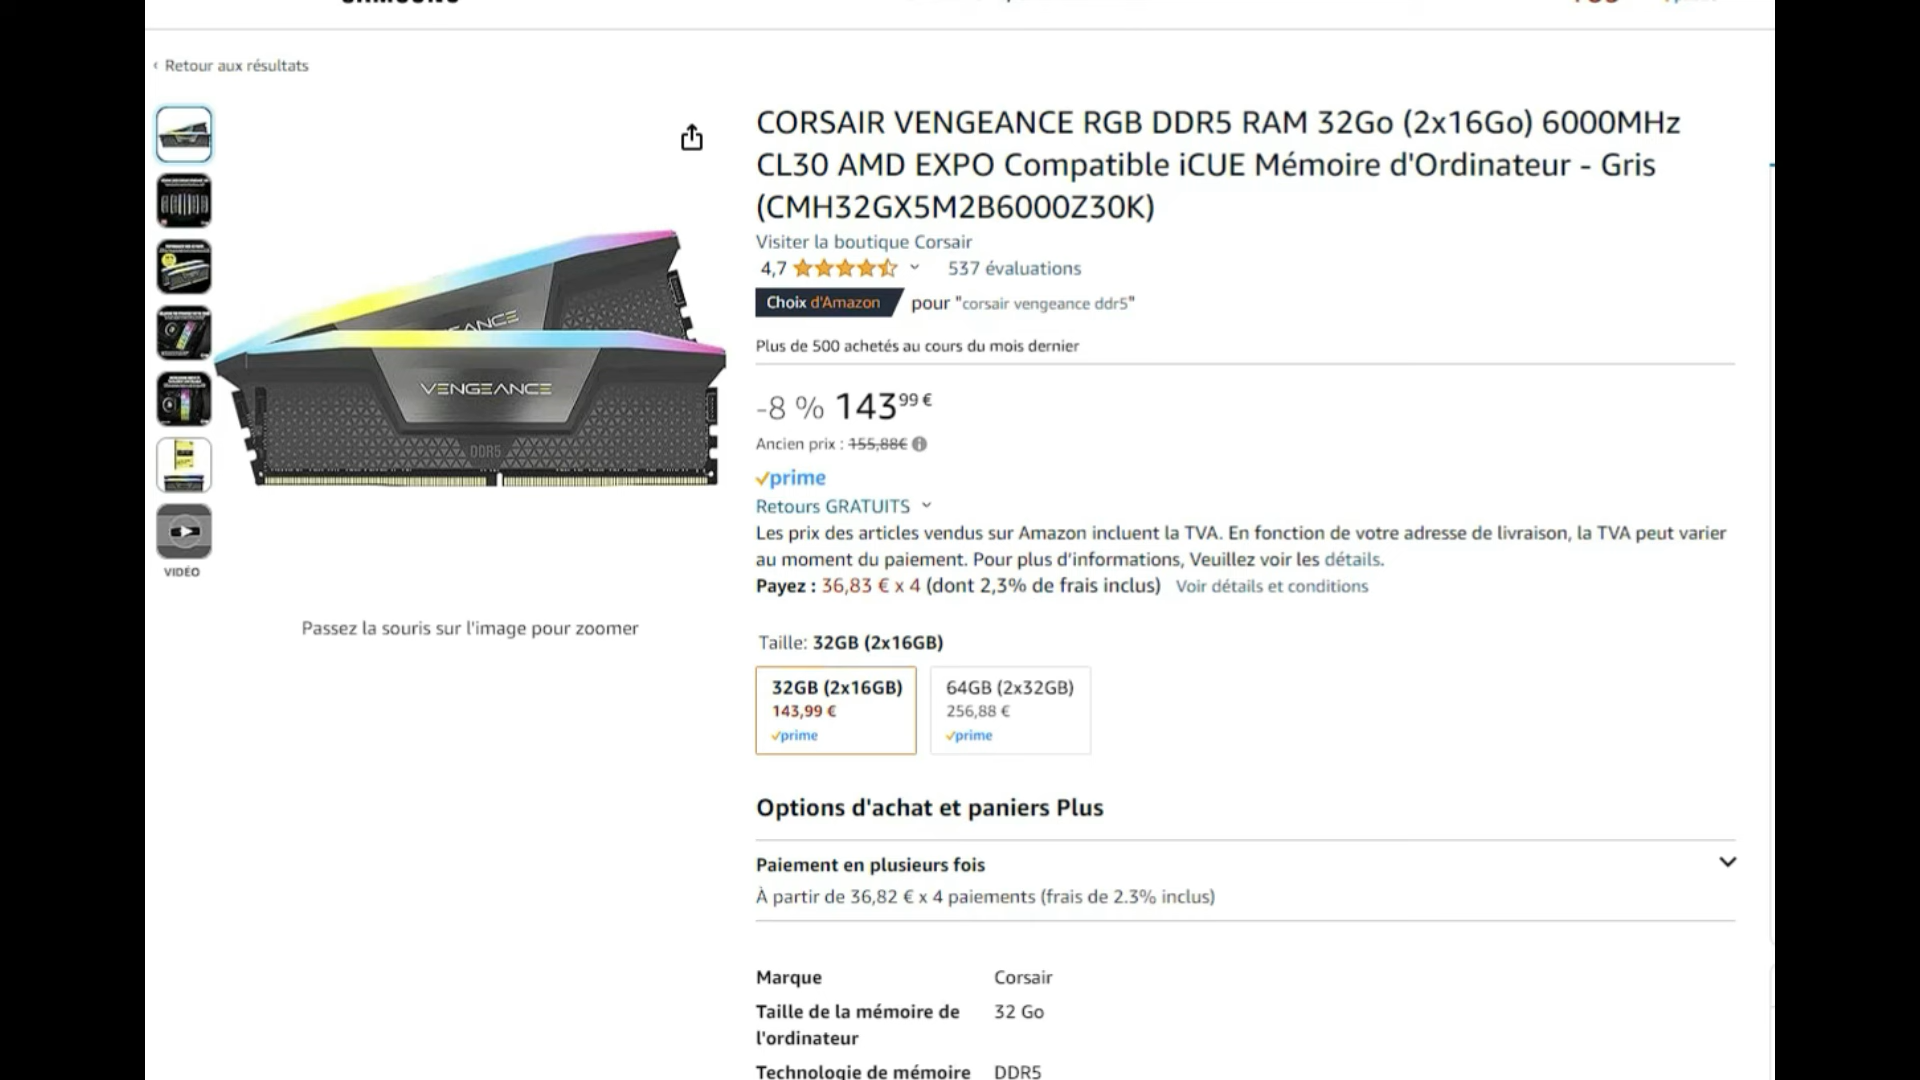 ‹ Retour aux résultats
CORSAIR VENGEANCE RGB DDR5 RAM 32Go (2x16Go) 6000MHz
CL30 AMD EXPO Compatible iCUE Mémoire d'Ordinateur - Gris
(CMH32GX5M2B6000Z30K)
Visiter la boutique Corsair
4,7 537 évaluations
Choix d'Amazon pour "corsair vengeance ddr5"
Plus de 500 achetés au cours du mois dernier
VENGEANCE
DDR5
-8 % 143,99 €
Ancien prix : 155,88€
prime
Retours GRATUITS
Les prix des articles vendus sur Amazon incluent la TVA. En fonction de votre adresse de livraison, la TVA peut varier
au moment du paiement. Pour plus d'informations, Veuillez voir les détails.
Payez : 36,83 € x 4 (dont 2,3% de frais inclus) Voir détails et conditions
VIDÉO
Passez la souris sur l'image pour zoomer
Taille: 32GB (2x16GB)
32GB (2x16GB) 64GB (2x32GB)
143,99 € 256,88 €
prime prime
Options d'achat et paniers Plus
Paiement en plusieurs fois
À partir de 36,82 € x 4 paiements (frais de 2.3% inclus)
Marque Corsair
Taille de la mémoire de 32 Go
l'ordinateur
Technologie de mémoire DDR5